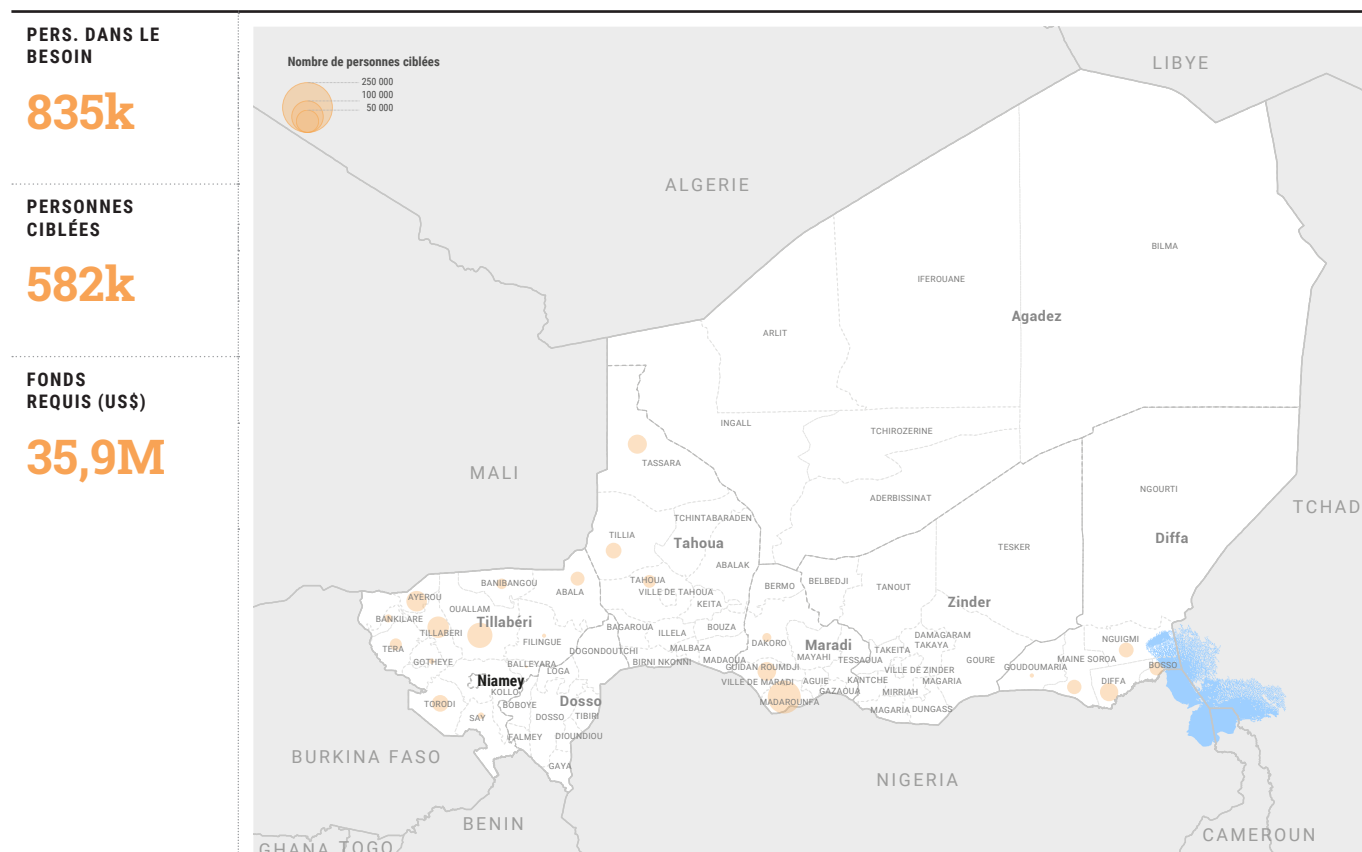 PERS. DANS LE
BESOIN
835k
PERSONNES
CIBLÉES
582k
FONDS
REQUIS (US$)
35,9M
Nombre de personnes ciblées
250 000
100 000
50 000
LIBYE
ALGERIE
BILMA
IFEROUANE
Agadez
ARLIT
INGALL
TCHIROZERINE
MALI
TASSARA
ADERBISSINAT
NGOURTI
TCHAD
TCHINTABARADEN
TILLIA
Tahoua
Diffa
TESKER
ABALAK
BANIBANGOU
ABALA
TAHOUA
VILLE DE TAHOUA
BERMO
BELBEDJI
TANOUT
AYEROU
OUALLAM
KEITA
Zinder
BANKILARE
Tillabéri
TILLABERI
BAGAROUA
ILLELA
BOUZA
DAMAGARAM
TAKAYA
NGUIGMI
TERA
FILINGUE
DOGONDOUTCHI
MALBAZA
DAKORO
Maradi
TAKEITA
GOTHEYE
BALLEYARA
LOGA
BIRNI NKONNI
MADAOUA
GUIDAN ROUMDJI
MAYAHI
TESSAOUA
GOURE
GOUDOUMARIA
MAINE SOROA
BOSSO
Niamey
VILLE DE MARADI
AGUIE
KANTCHE
VILLE DE ZINDER
MAGARIA
DIFFA
KOLLO
GAZAOUA
MIRRIAH
TORODI
BOBOYE
Dosso
MADAROUNFA
MAGARIA
DUNGASS
SAY
DOSSO
TIBIRI
FALMEY
DIOUNDIOU
BURKINA FASO
GAYA
NIGERIA
BENIN
CAMEROUN
GHANA
TOGO